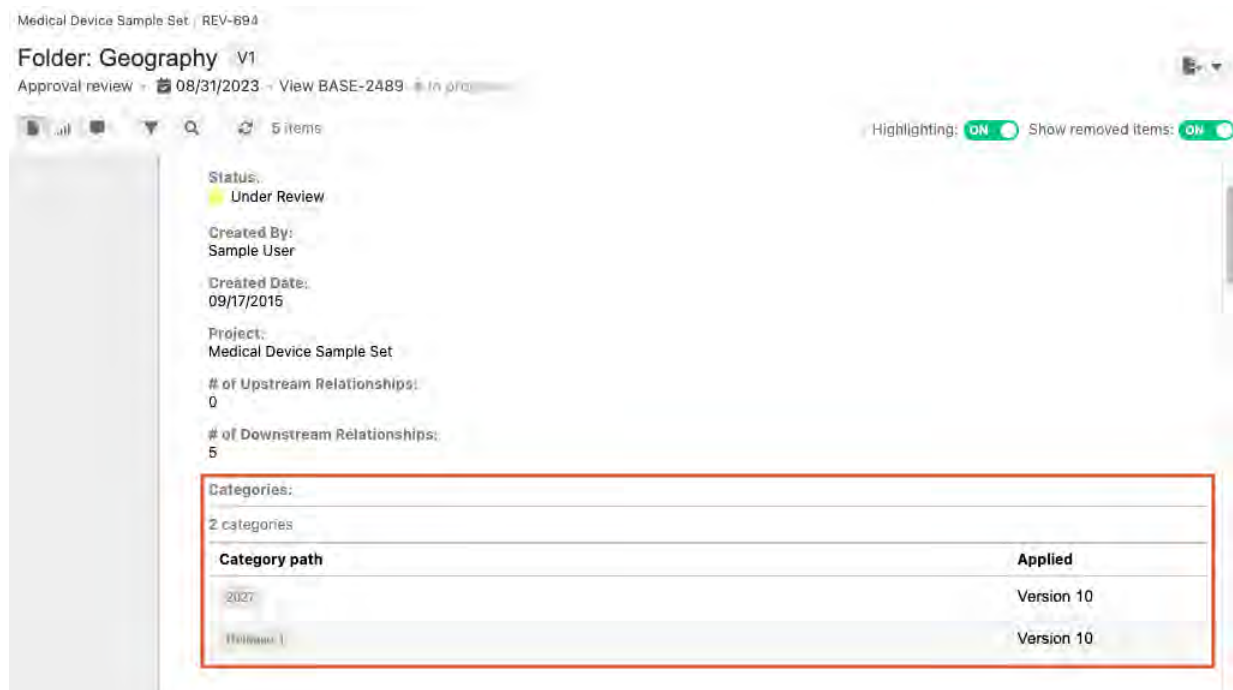 Medical Device Sample Set REV-694
Folder: Geography V1
Approval review - 08/31/2023 - View BASE-2489 In
5 items
Highlighting: ON Show removed items: ON
Status:
Under Review
Created By:
Sample User
Created Date:
09/17/2015
Project:
Medical Device Sample Set
# of Upstream Relationships:
0
# of Downstream Relationships:
5
Categories:
2 categories
Category path Applied
2027 Version 10
Version 10